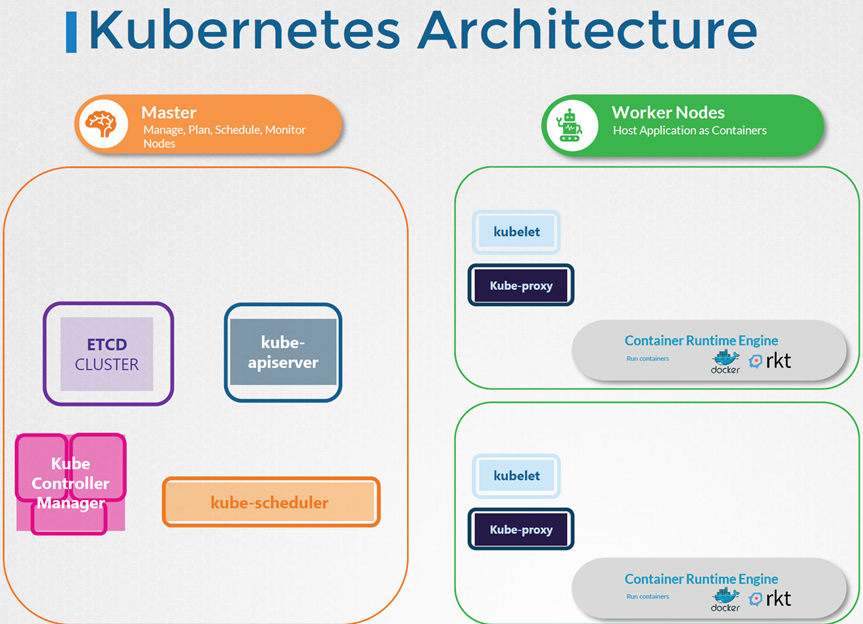 Kubernetes Architecture
Master
Manage, Plan, Schedule, Monitor
Nodes
ETCD
CLUSTER
kube-
apiserver
Kube
Controller
Manager
kube-scheduler
Worker Nodes
Host Application as Containers
kubelet
Kube-proxy
Container Runtime Engine
Run containers
docker
rkt
kubelet
Kube-proxy
Container Runtime Engine
Run containers
docker
rkt